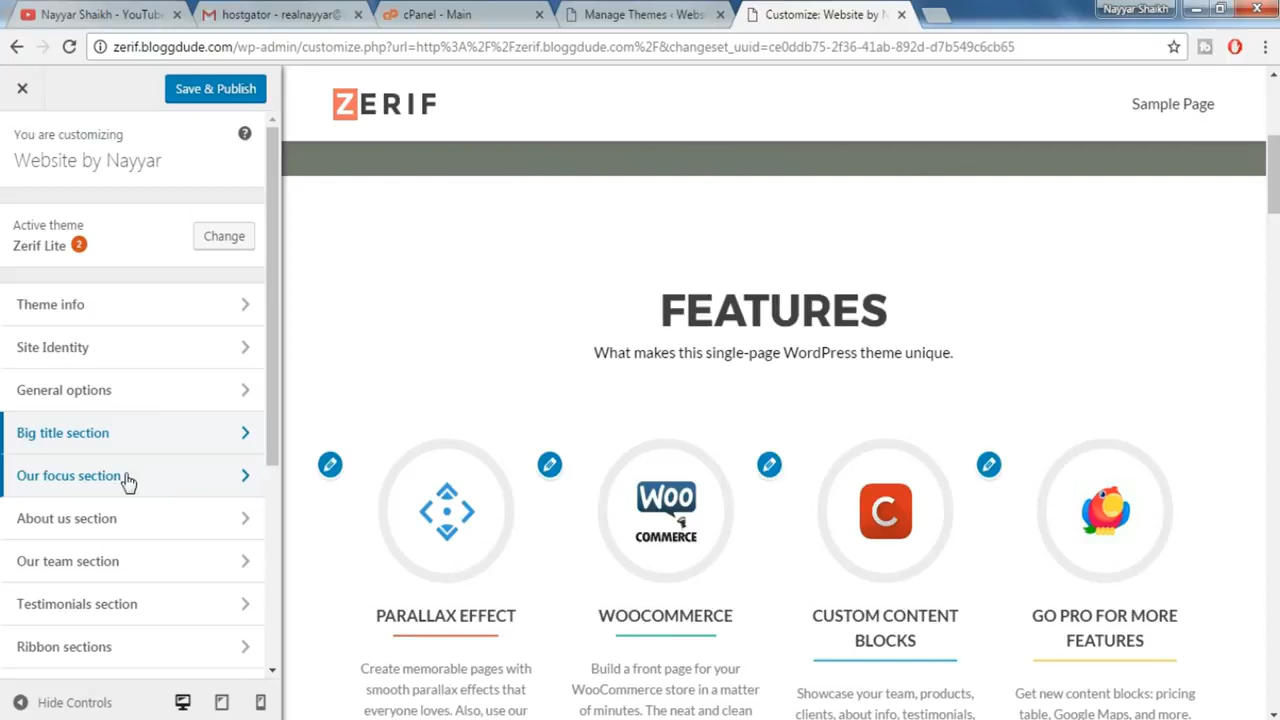 Nayyar Shaikh - YouTub
hostgator - realnayyar@
cPanel - Main
Manage Themes ‹ Webs
Customize: Website by N
Nayyar Shaikh
zerif.bloggdude.com/wp-admin/customize.php?url=http%3A%2F%2Fzerif.bloggdude.com%2F&changeset_uuid=ce0ddb75-2f36-41ab-892d-d7b549c6cb65
Save & Publish
You are customizing
Website by Nayyar
Active theme
Zerif Lite 2
Change
Theme info
Site Identity
General options
Big title section
Our focus section
About us section
Our team section
Testimonials section
Ribbon sections
Hide Controls
ZERIF
Sample Page
FEATURES
What makes this single-page WordPress theme unique.
WOO
COMMERCE
C
PARALLAX EFFECT
Create memorable pages with
smooth parallax effects that
everyone loves. Also, use our
WOOCOMMERCE
Build a front page for your
WooCommerce store in a matter
of minutes. The neat and clean
CUSTOM CONTENT
BLOCKS
Showcase your team, products,
clients, about info, testimonials,
GO PRO FOR MORE
FEATURES
Get new content blocks: pricing
table, Google Maps, and more.